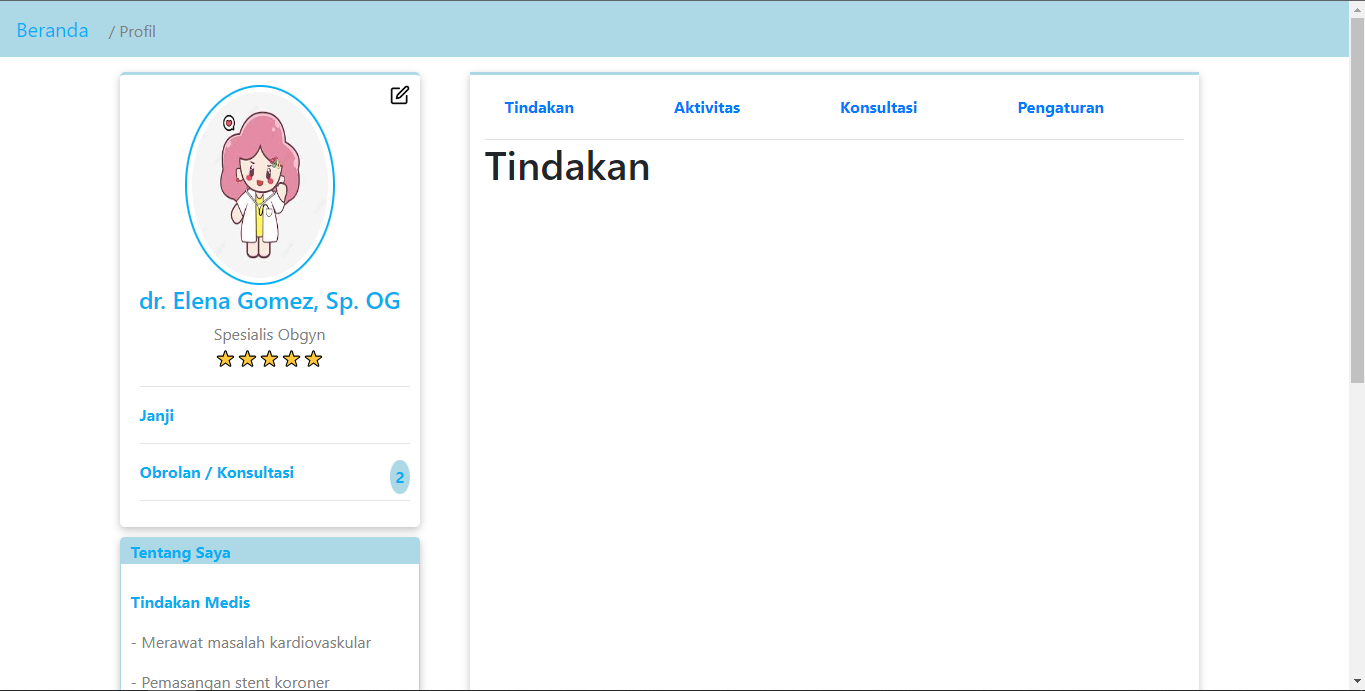 Beranda / Profil
dr. Elena Gomez, Sp. OG
Spesialis Obgyn
Janji
Obrolan / Konsultasi 2
Tentang Saya
Tindakan Medis
- Merawat masalah kardiovaskular
- Pemasangan stent koroner
Tindakan Aktivitas Konsultasi Pengaturan
Tindakan